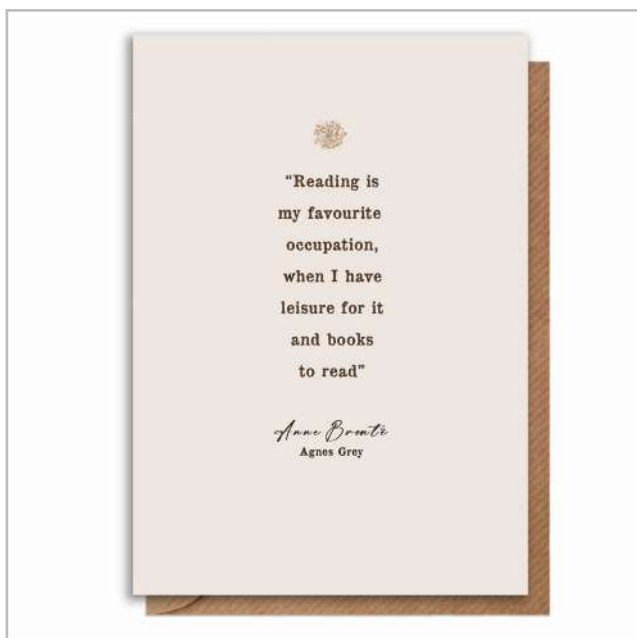 “Reading is
my favourite
occupation,
when I have
leisure for it
and books
to read”
Anne Brontë
Agnes Grey